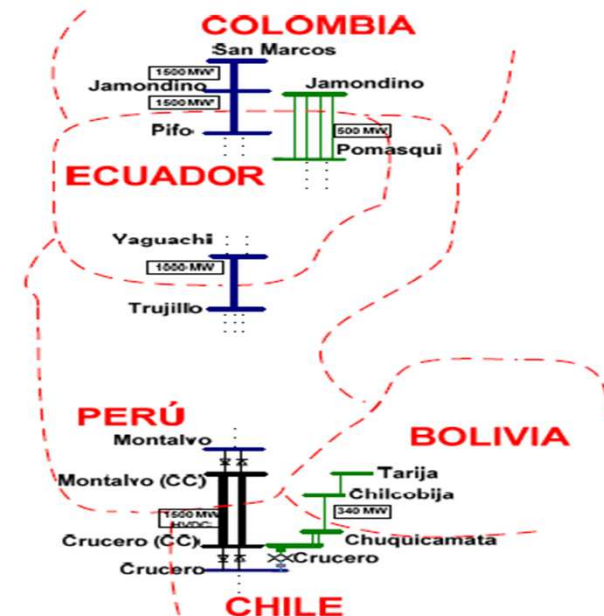 COLOMBIA
San Marcos
1500 MW
Jamondino
Jamondino
1500 MW
Pifo
500 MW
Pomasqui
ECUADOR
Yaguachi
1000 MW
Trujillo
PERÚ
Montalvo
BOLIVIA
Montalvo (CC)
Tarija
Chilcobija
1500 MW
HVDC
340 MW
Crucero (CC)
Chuquicamata
Crucero
Crucero
CHILE